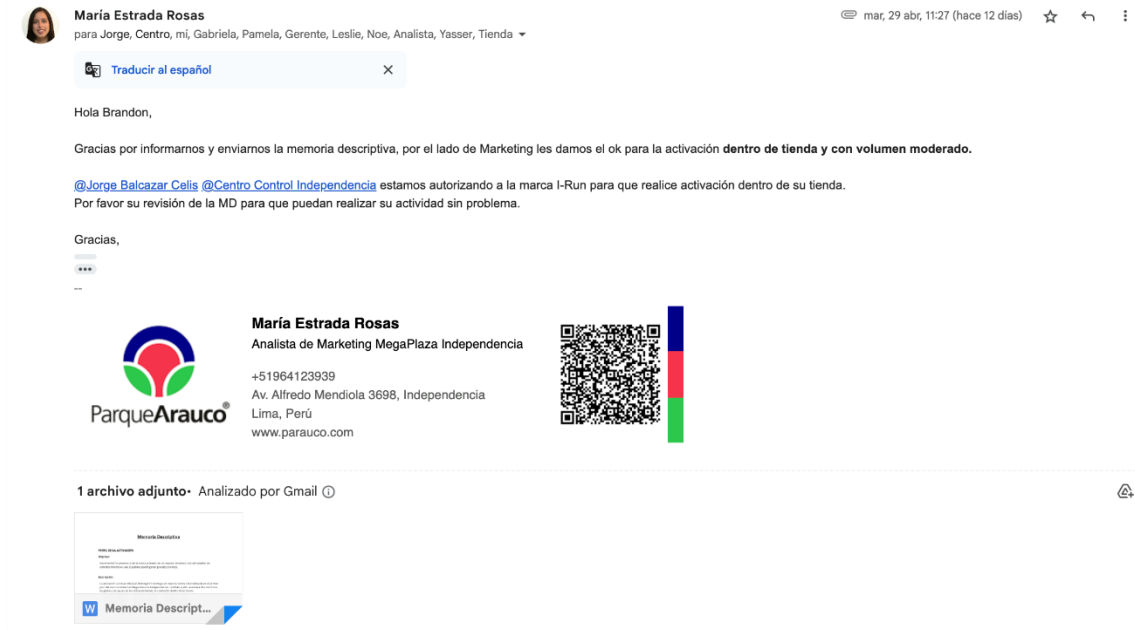 María Estrada Rosas
mar, 29 abr, 11:27 (hace 12 días)
para Jorge, Centro, mí, Gabriela, Pamela, Gerente, Leslie, Noe, Analista, Yasser, Tienda
Traducir al español
Hola Brandon,
Gracias por informarnos y enviarnos la memoria descriptiva, por el lado de Marketing les damos el ok para la activación dentro de tienda y con volumen moderado.
@Jorge Balcazar Celis @Centro Control Independencia estamos autorizando a la marca I-Run para que realice activación dentro de su tienda.
Por favor su revisión de la MD para que puedan realizar su actividad sin problema.
Gracias,
--
ParqueArauco®
María Estrada Rosas
Analista de Marketing MegaPlaza Independencia
+51964123939
Av. Alfredo Mendiola 3698, Independencia
Lima, Perú
www.parauco.com
1 archivo adjunto• Analizado por Gmail
Memoria Descriptiva
W Memoria Descript...